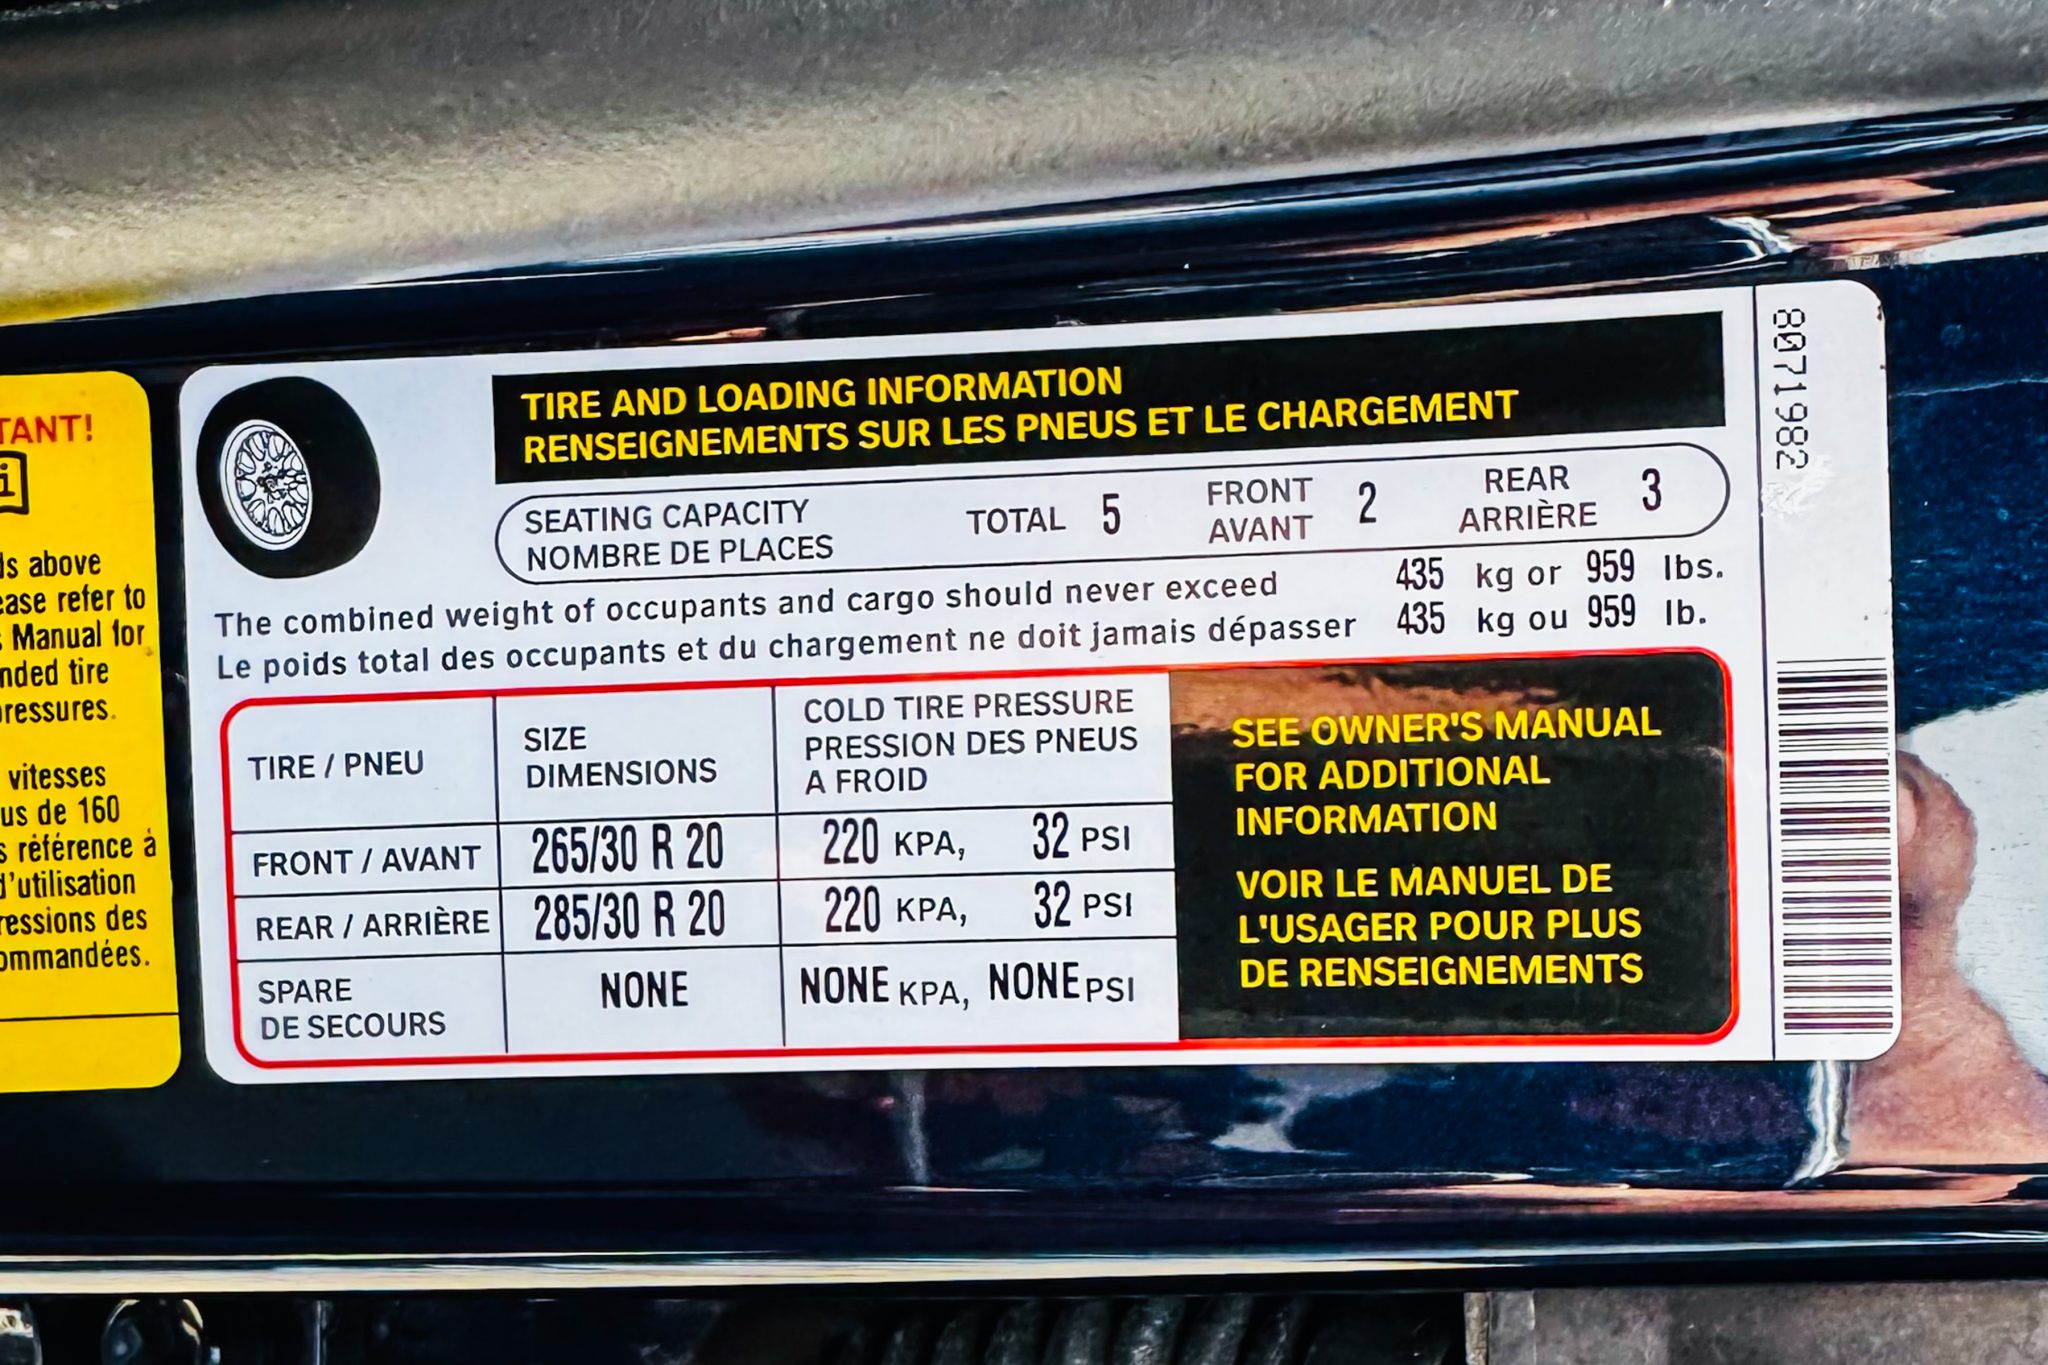 TANT!
i
ds above
ease refer to
s Manual for
nded tire
pressures.
vitesses
us de 160
s référence à
d'utilisation
ressions des
ommandées.
TIRE AND LOADING INFORMATION
RENSEIGNEMENTS SUR LES PNEUS ET LE CHARGEMENT
SEATING CAPACITY
NOMBRE DE PLACES
TOTAL 5
FRONT
AVANT
2
REAR
ARRIÈRE
3
The combined weight of occupants and cargo should never exceed 435 kg or 959 lbs.
Le poids total des occupants et du chargement ne doit jamais dépasser 435 kg ou 959 lb.
TIRE / PNEU
SIZE
DIMENSIONS
COLD TIRE PRESSURE
PRESSION DES PNEUS
A FROID
FRONT / AVANT 265/30 R 20 220 KPA, 32 PSI
REAR / ARRIÈRE 285/30 R 20 220 KPA, 32 PSI
SPARE
DE SECOURS
NONE NONE KPA, NONE PSI
SEE OWNER'S MANUAL
FOR ADDITIONAL
INFORMATION
VOIR LE MANUEL DE
L'USAGER POUR PLUS
DE RENSEIGNEMENTS
8071982